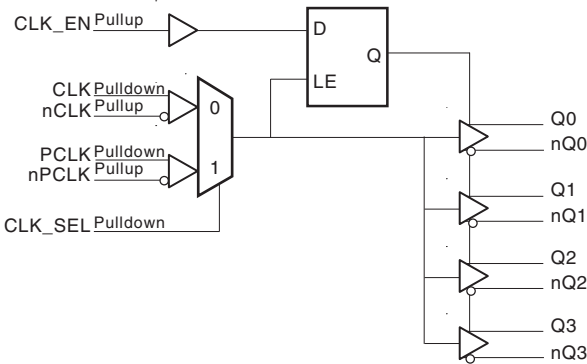 CLK_EN Pullup
D
Q
LE
CLK Pulldown
nCLK Pullup
0
PCLK Pulldown
nPCLK Pullup
1
CLK_SEL Pulldown
Q0
nQ0
Q1
nQ1
Q2
nQ2
Q3
nQ3